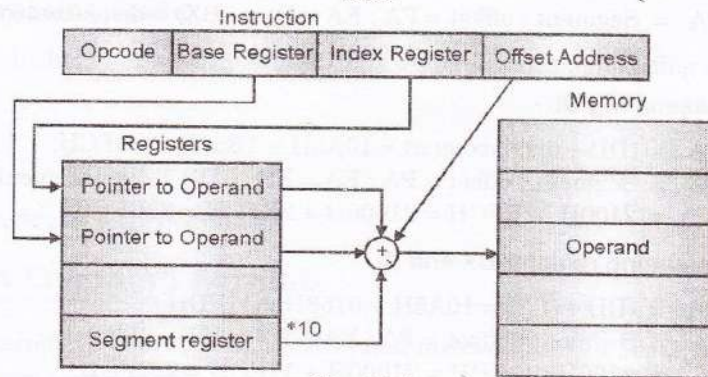 Instruction
Opcode Base Register Index Register Offset Address
Memory
Registers
Pointer to Operand
Pointer to Operand
+
Operand
Segment register
*10